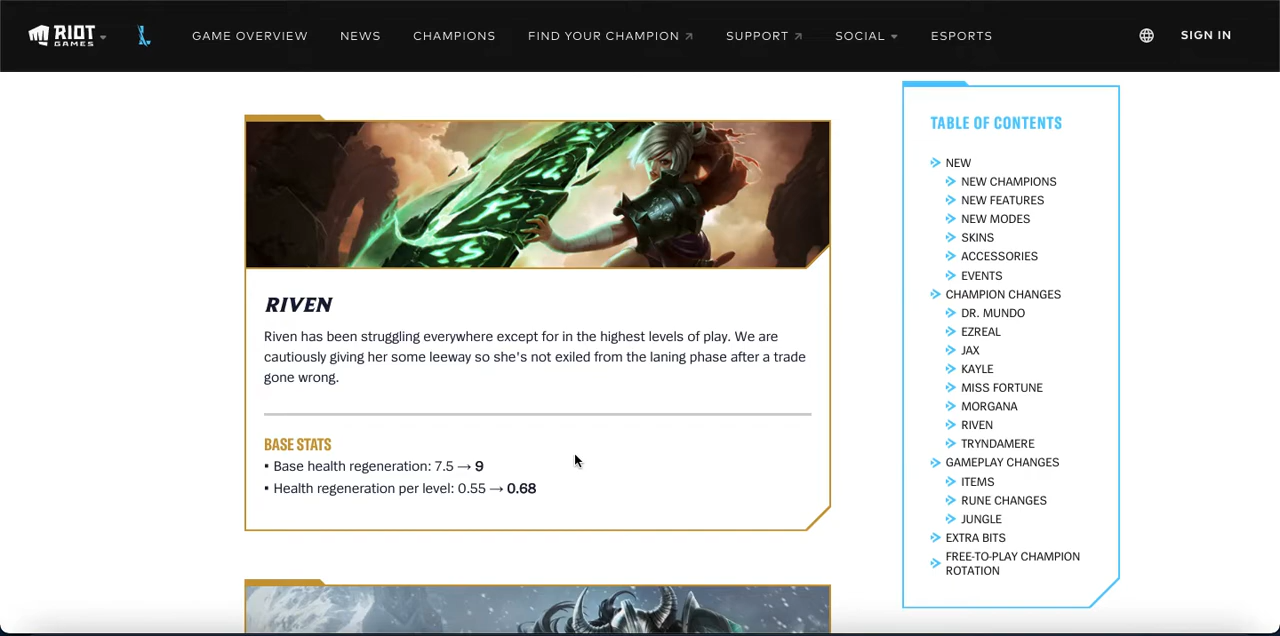 RIOT GAMES
GAME OVERVIEW
NEWS
CHAMPIONS
FIND YOUR CHAMPION
SUPPORT
SOCIAL
ESPORTS
SIGN IN
RIVEN
Riven has been struggling everywhere except for in the highest levels of play. We are
cautiously giving her some leeway so she's not exiled from the laning phase after a trade
gone wrong.
BASE STATS
▪ Base health regeneration: 7.5 → 9
▪ Health regeneration per level: 0.55 → 0.68
TABLE OF CONTENTS
NEW
NEW CHAMPIONS
NEW FEATURES
NEW MODES
SKINS
ACCESSORIES
EVENTS
CHAMPION CHANGES
DR. MUNDO
EZREAL
JAX
KAYLE
MISS FORTUNE
MORGANA
RIVEN
TRYNDAMERE
GAMEPLAY CHANGES
ITEMS
RUNE CHANGES
JUNGLE
EXTRA BITS
FREE-TO-PLAY CHAMPION
ROTATION